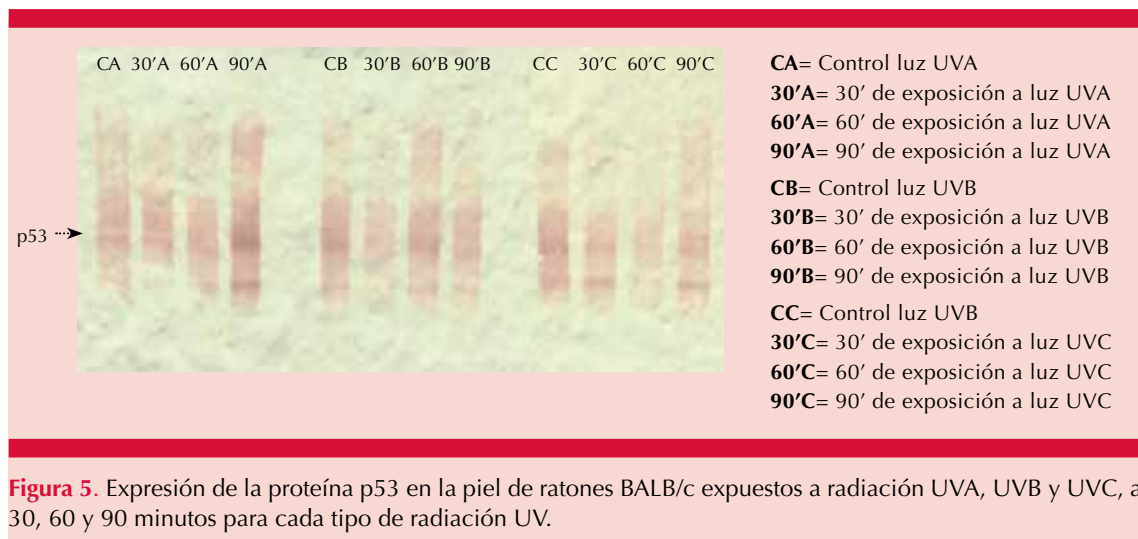 CA 30’A 60’A 90’A CB 30’B 60’B 90’B CC 30’C 60’C 90’C
p53
CA= Control luz UVA
30’A= 30’ de exposición a luz UVA
60’A= 60’ de exposición a luz UVA
90’A= 90’ de exposición a luz UVA
CB= Control luz UVB
30’B= 30’ de exposición a luz UVB
60’B= 60’ de exposición a luz UVB
90’B= 90’ de exposición a luz UVB
CC= Control luz UVB
30’C= 30’ de exposición a luz UVC
60’C= 60’ de exposición a luz UVC
90’C= 90’ de exposición a luz UVC
Figura 5. Expresión de la proteína p53 en la piel de ratones BALB/c expuestos a radiación UVA, UVB y UVC, a
30, 60 y 90 minutos para cada tipo de radiación UV.